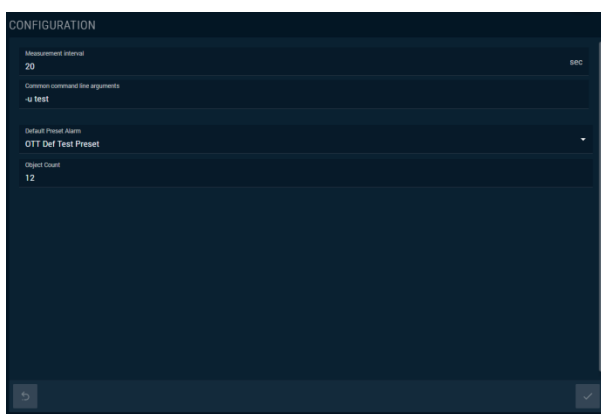 CONFIGURATION
Measurement interval
20
sec
Common command line arguments
-u test
Default Preset Alarm
OTT Def Test Preset
Object Count
12